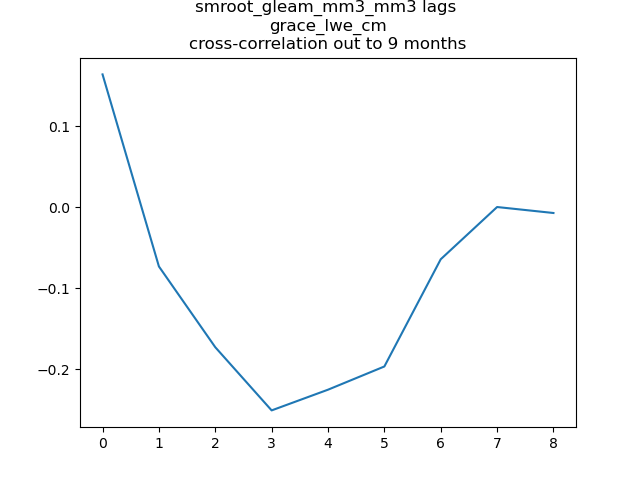 smroot_gleam_mm3_mm3 lags
grace_lwe_cm
cross-correlation out to 9 months
0.1
0.0
−0.1
−0.2
0 1 2 3 4 5 6 7 8